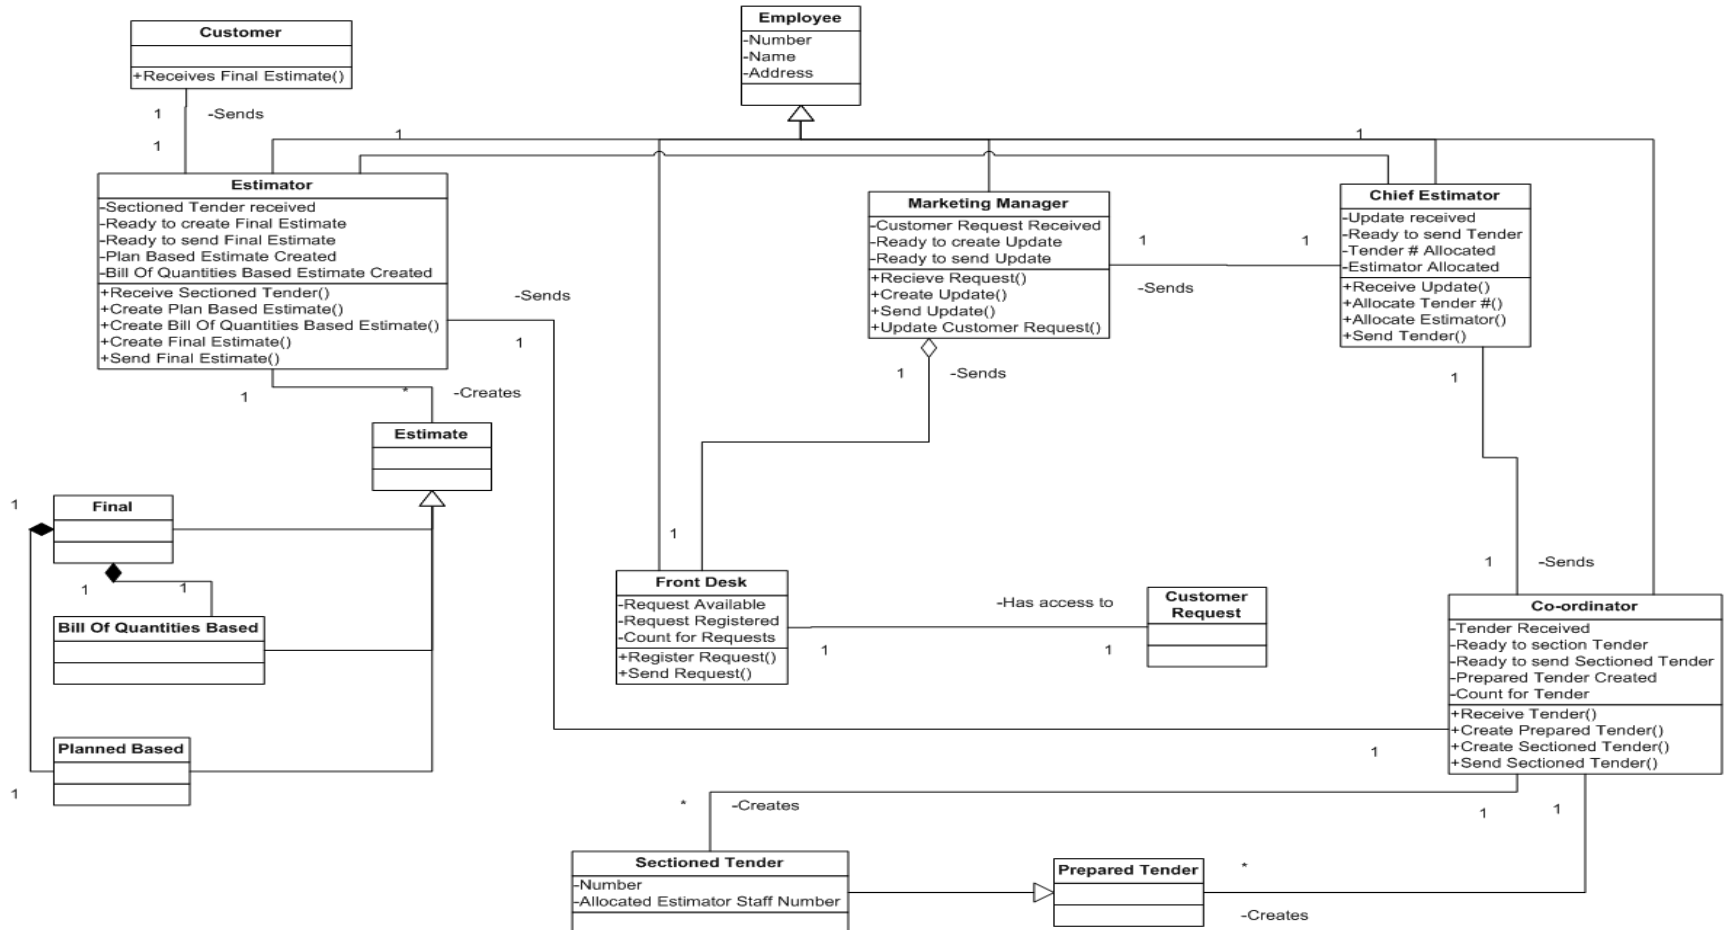 Customer
+Receives Final Estimate()
1
-Sends
1
Employee
-Number
-Name
-Address
1
1
Estimator
-Sectioned Tender received
-Ready to create Final Estimate
-Ready to send Final Estimate
-Plan Based Estimate Created
-Bill Of Quantities Based Estimate Created
+Receive Sectioned Tender()
+Create Plan Based Estimate()
+Create Bill Of Quantities Based Estimate()
+Create Final Estimate()
+Send Final Estimate()
-Sends
1
Marketing Manager
-Customer Request Received
-Ready to create Update
-Ready to send Update
+Recieve Request()
+Create Update()
+Send Update()
+Update Customer Request()
1
1
-Sends
Chief Estimator
-Update received
-Ready to send Tender
-Tender # Allocated
-Estimator Allocated
+Receive Update()
+Allocate Tender #()
+Allocate Estimator()
+Send Tender()
1
-Sends
1
1
*
-Creates
Estimate
1
Final
1
1
Bill Of Quantities Based
Planned Based
1
1
Front Desk
-Request Available
-Request Registered
-Count for Requests
+Register Request()
+Send Request()
-Has access to
1
1
Customer
Request
1
-Sends
Co-ordinator
-Tender Received
-Ready to section Tender
-Ready to send Sectioned Tender
-Prepared Tender Created
-Count for Tender
+Receive Tender()
+Create Prepared Tender()
+Create Sectioned Tender()
+Send Sectioned Tender()
1
*
-Creates
1
1
Sectioned Tender
-Number
-Allocated Estimator Staff Number
Prepared Tender
*
-Creates